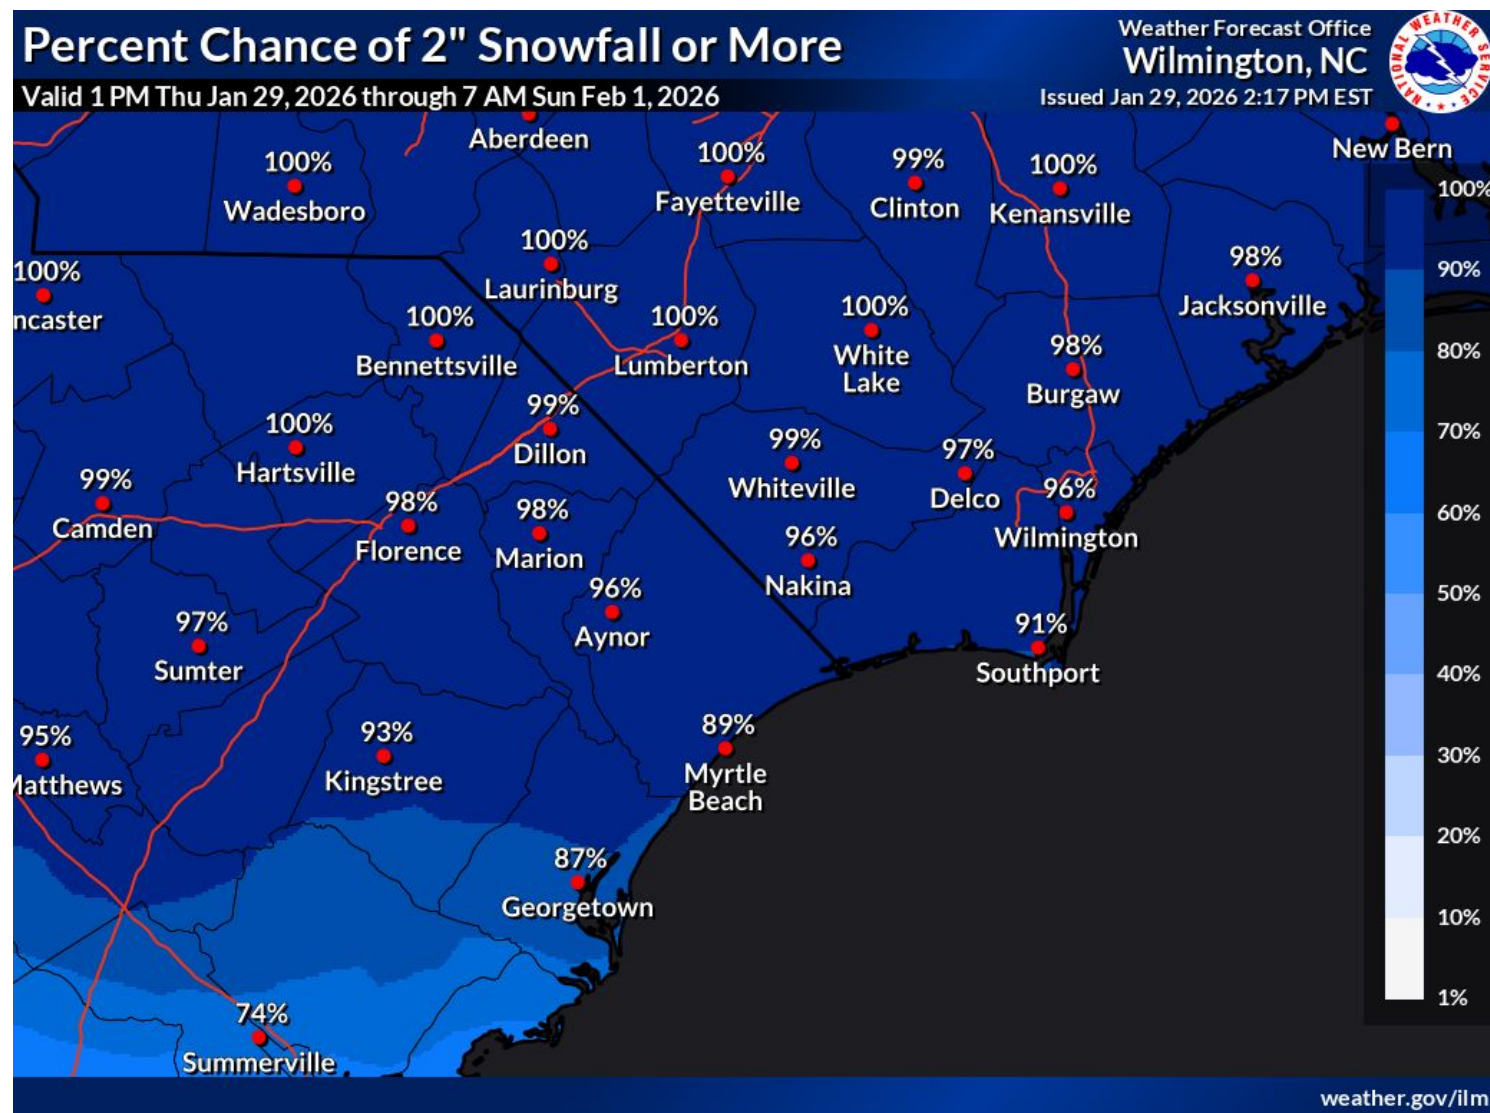 Percent Chance of 2" Snowfall or More
Valid 1 PM Thu Jan 29, 2026 through 7 AM Sun Feb 1, 2026
Weather Forecast Office
Wilmington, NC
Issued Jan 29, 2026 2:17 PM EST
NATIONAL WEATHER SERVICE
Aberdeen
New Bern
100%
Wadesboro
100%
Fayetteville
99%
Clinton
100%
Kenansville
100%
Laurinburg
98%
Jacksonville
100%
ncaster
100%
Bennettsville
100%
Lumberton
100%
White
Lake
98%
Burgaw
99%
Dillon
100%
Hartsville
99%
Whiteville
97%
Delco
96%
Wilmington
99%
Camden
98%
Florence
98%
Marion
96%
Nakina
96%
Aynor
97%
Sumter
91%
Southport
95%
Matthews
93%
Kingstree
89%
Myrtle
Beach
87%
Georgetown
74%
Summerville
100%
90%
80%
70%
60%
50%
40%
30%
20%
10%
1%
weather.gov/ilm